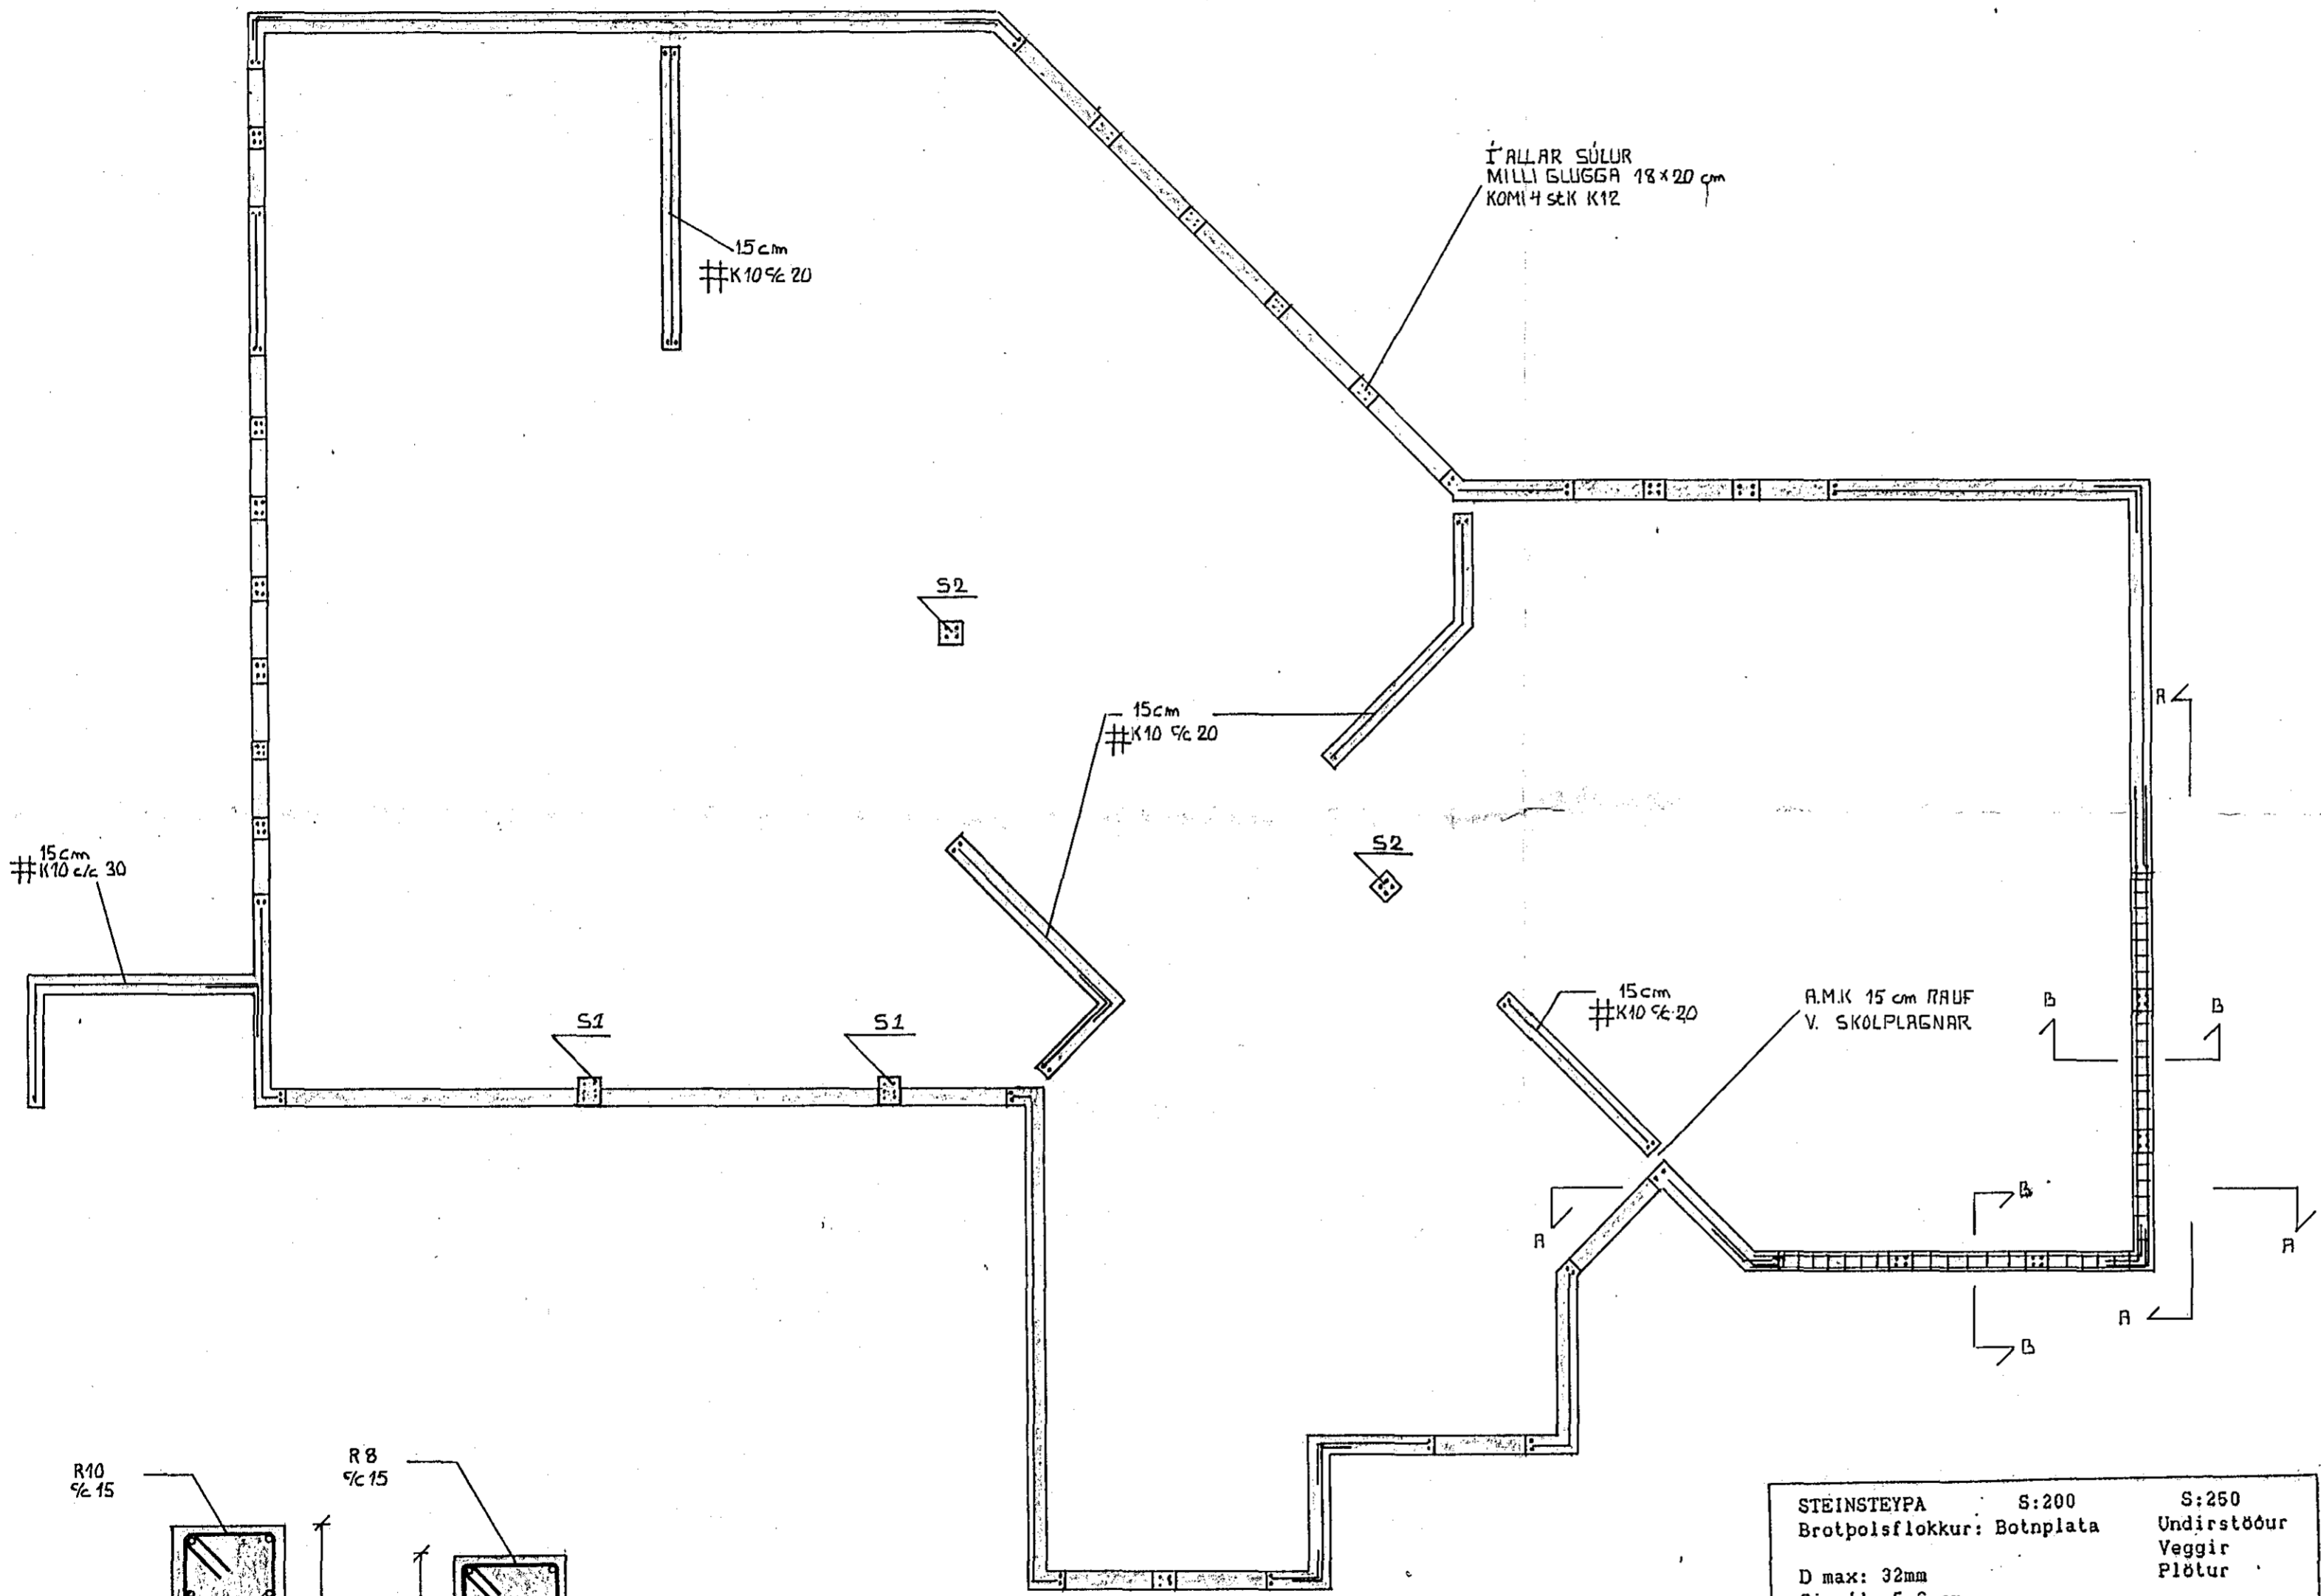 Í ALLAR SÚLUR
MILLI GLUGGA 18×20 cm
KOMI 4 stk K12
15cm
#K10 c/c 20
S2
15cm
#K10 c/c 20
A
S2
15cm
#K10 c/c 30
S1
S1
15cm
#K10 c/c 20
A.M.K 15 cm RAUF
V. SKOLPLAGNAR
B
B
B
A
A
A
B
R10
c/c 15
R8
c/c 15
STEINSTEYPA S:200 S:250
Brotþolsflokkur: Botnplata Undirstöður
Veggir
Plötur
D max: 32mm